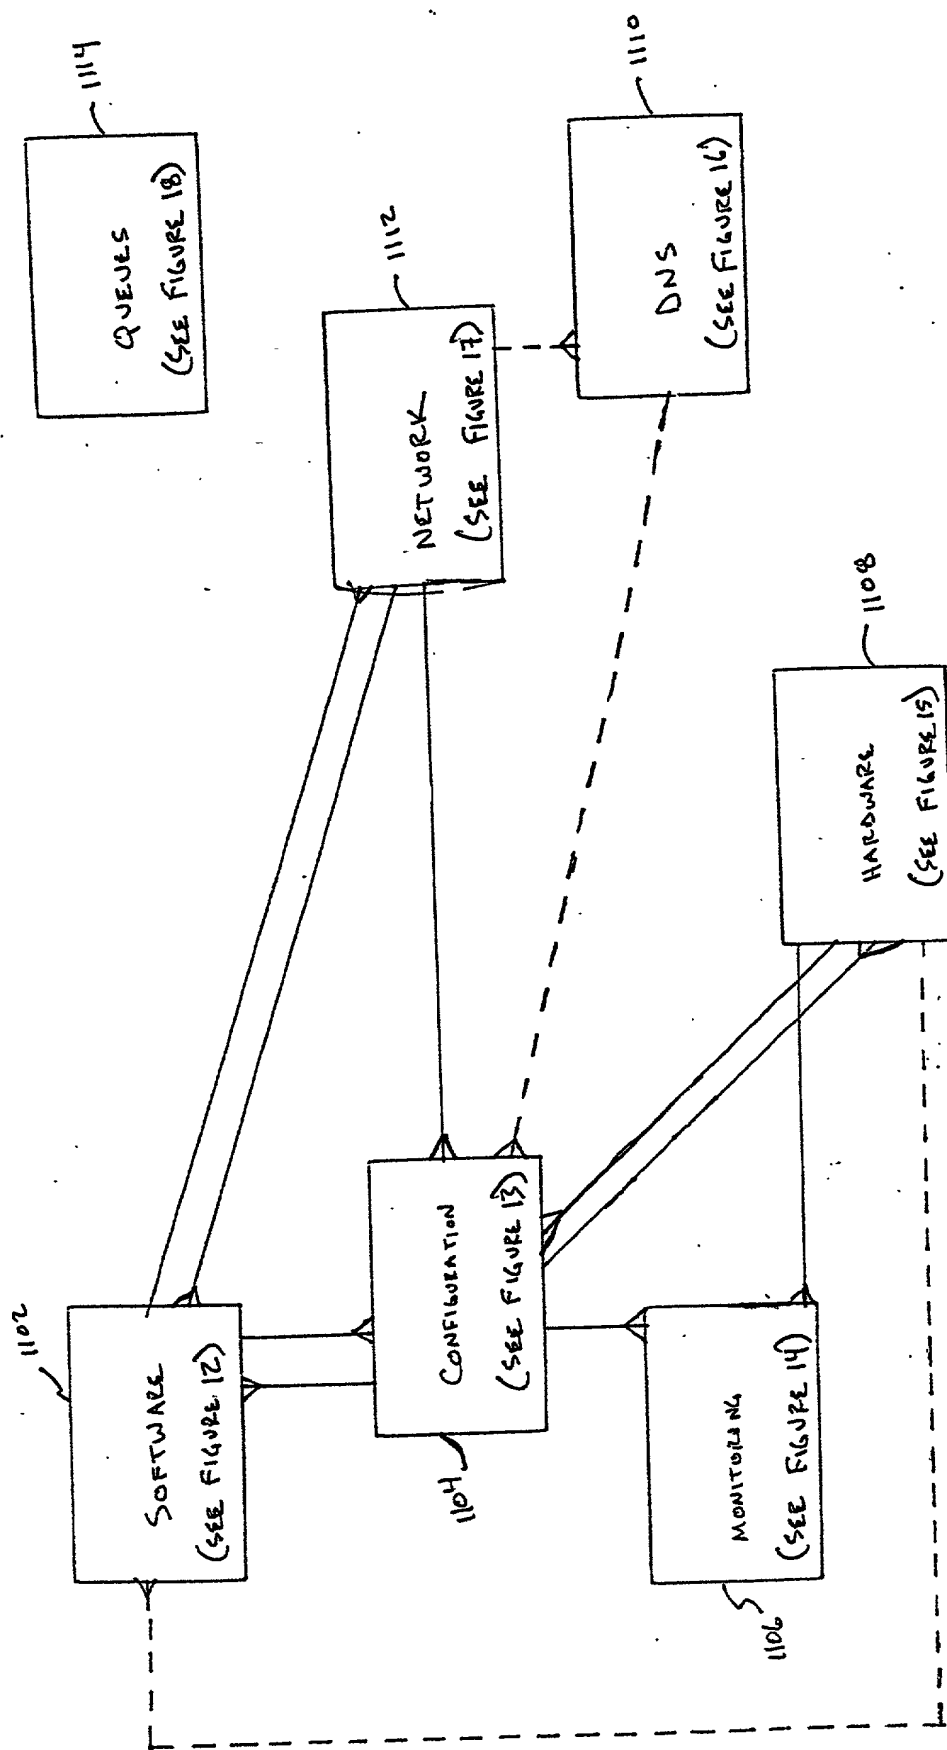 1102
SOFTWARE
(SEE FIGURE 12)
1104
CONFIGURATION
(SEE FIGURE 13)
1106
MONITORING
(SEE FIGURE 14)
1108
HARDWARE
(SEE FIGURE 15)
1110
DNS
(SEE FIGURE 16)
1112
NETWORK
(SEE FIGURE 17)
1114
QUEUES
(SEE FIGURE 18)